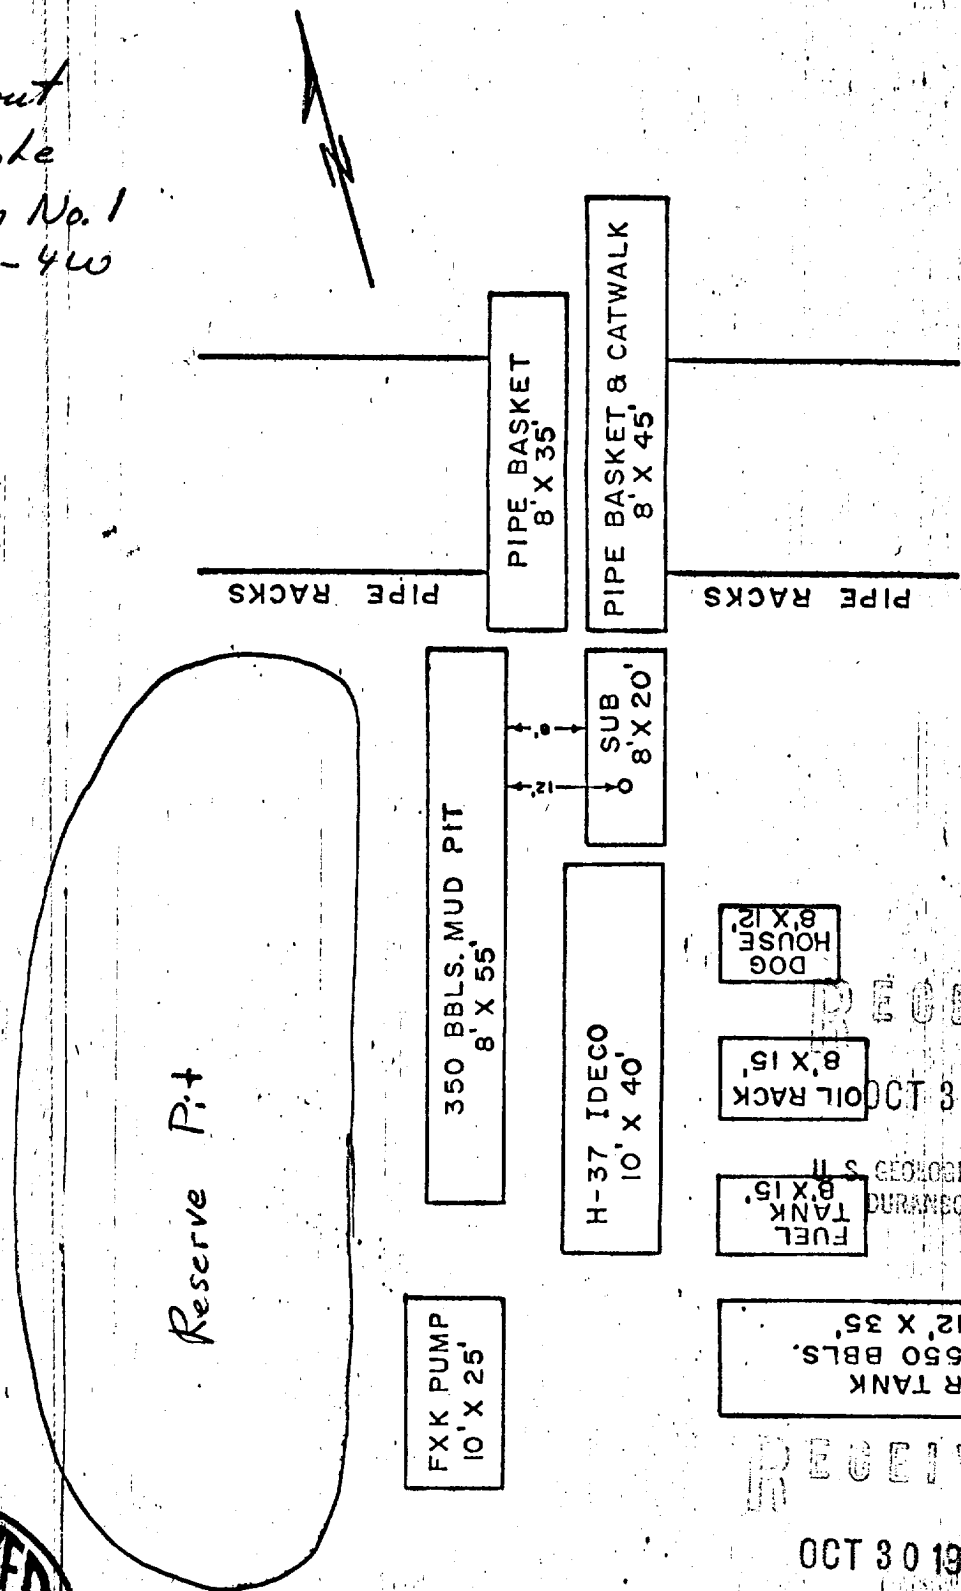 No. 1
-4W
PIPE BASKET
8' X 35'
PIPE BASKET & CATWALK
8' X 45'
PIPE RACKS
PIPE RACKS
350 BBLS. MUD PIT
8' X 55'
8'
12'
SUB
8' X 20'
H-37 IDECO
10' X 40'
DOG
HOUSE
8' X 12'
OIL RACK
8' X 15'
FUEL
TANK
8' X 15'
TANK
650 BBLS.
12' X 35'
FXK PUMP
10' X 25'
Reserve Pit
OCT 3
U S GEOLOGI
OCT 30 19